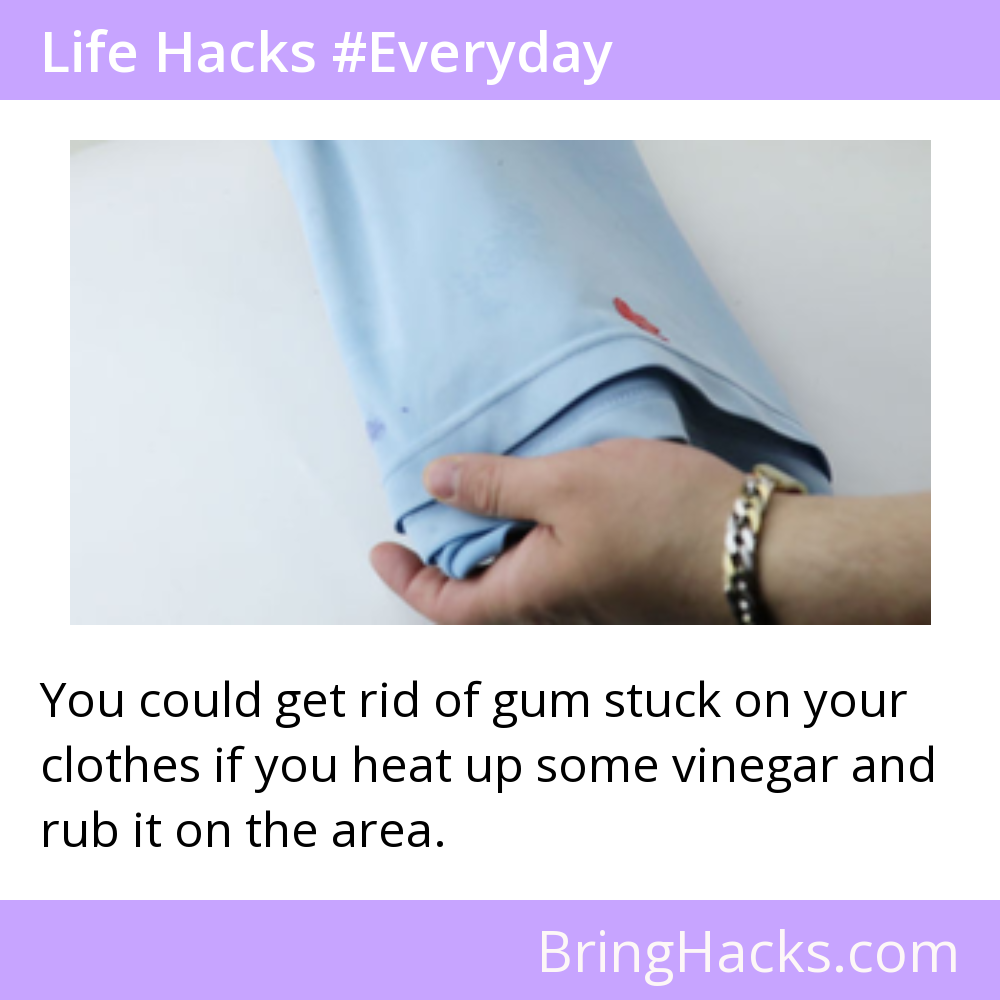 Life Hacks #Everyday
You could get rid of gum stuck on your
clothes if you heat up some vinegar and
rub it on the area.
BringHacks.com